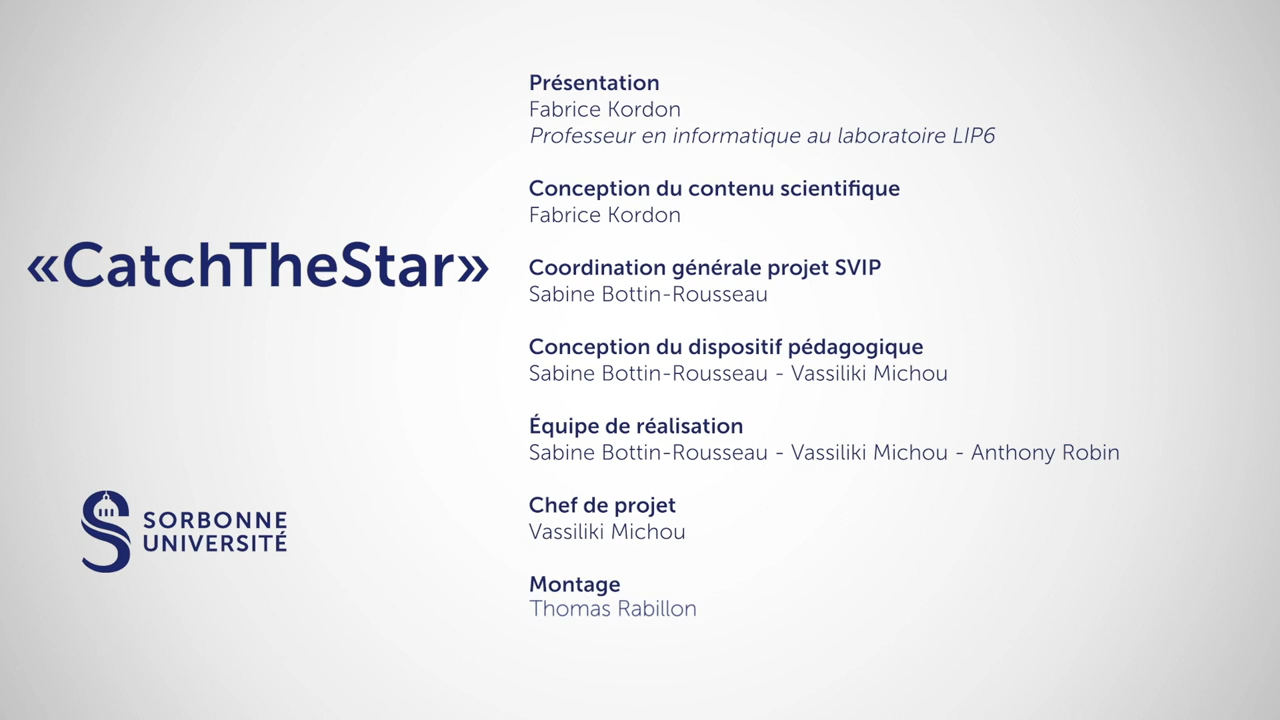 «CatchTheStar»
SORBONNE
UNIVERSITÉ
Présentation
Fabrice Kordon
Professeur en informatique au laboratoire LIP6
Conception du contenu scientifique
Fabrice Kordon
Coordination générale projet SVIP
Sabine Bottin-Rousseau
Conception du dispositif pédagogique
Sabine Bottin-Rousseau - Vassiliki Michou
Équipe de réalisation
Sabine Bottin-Rousseau - Vassiliki Michou - Anthony Robin
Chef de projet
Vassiliki Michou
Montage
Thomas Rabillon